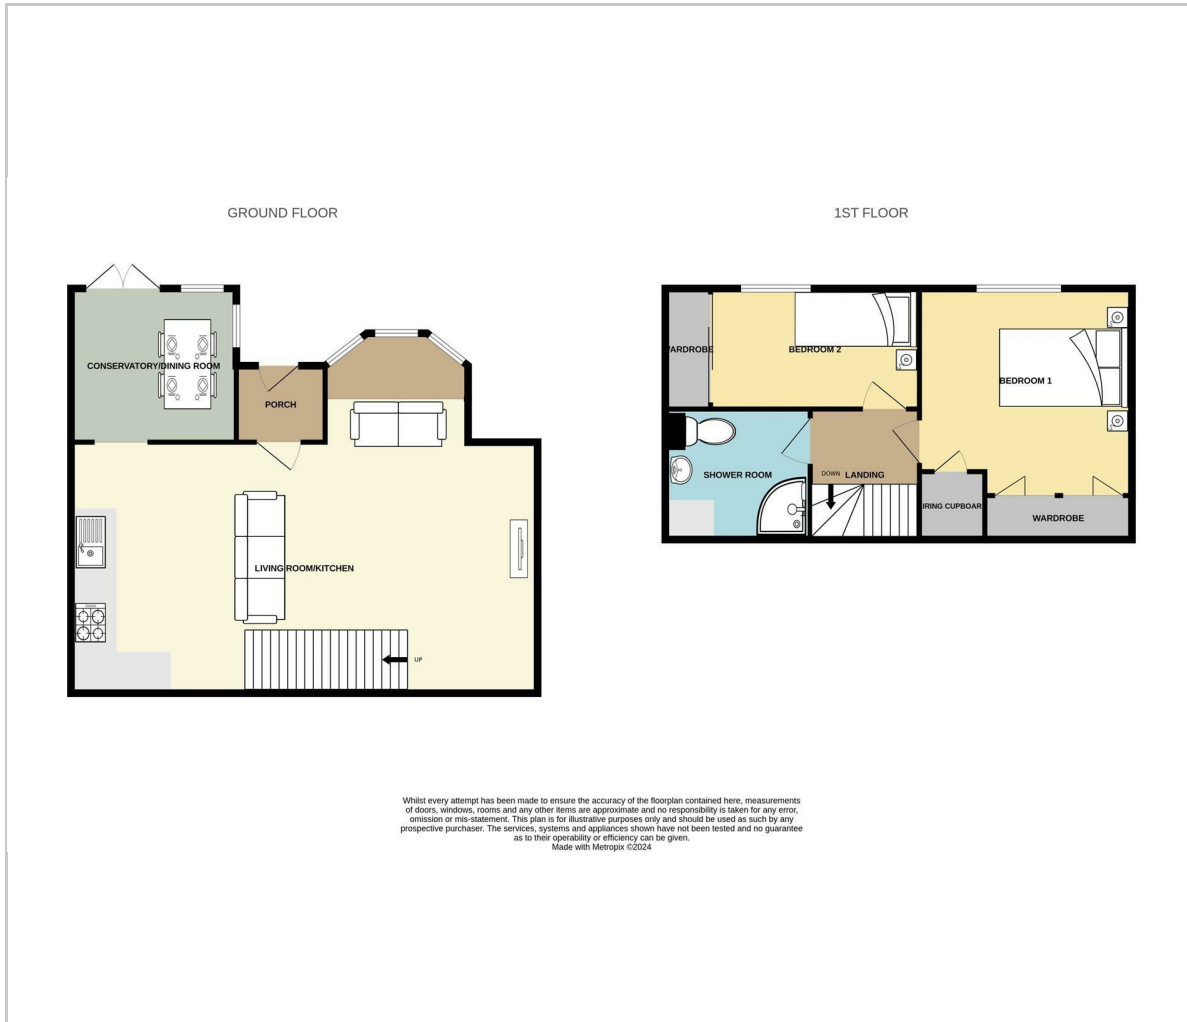 GROUND FLOOR
1ST FLOOR
CONSERVATORY/DINING ROOM
PORCH
LIVING ROOM/KITCHEN
UP
WARDROBE
BEDROOM 2
BEDROOM 1
SHOWER ROOM
DOWN
LANDING
IRING CUPBOAR
WARDROBE
Whilst every attempt has been made to ensure the accuracy of the floorplan contained here, measurements
of doors, windows, rooms and any other items are approximate and no responsibility is taken for any error,
omission or mis-statement. This plan is for illustrative purposes only and should be used as such by any
prospective purchaser. The services, systems and appliances shown have not been tested and no guarantee
as to their operability or efficiency can be given.
Made with Metropix ©2024